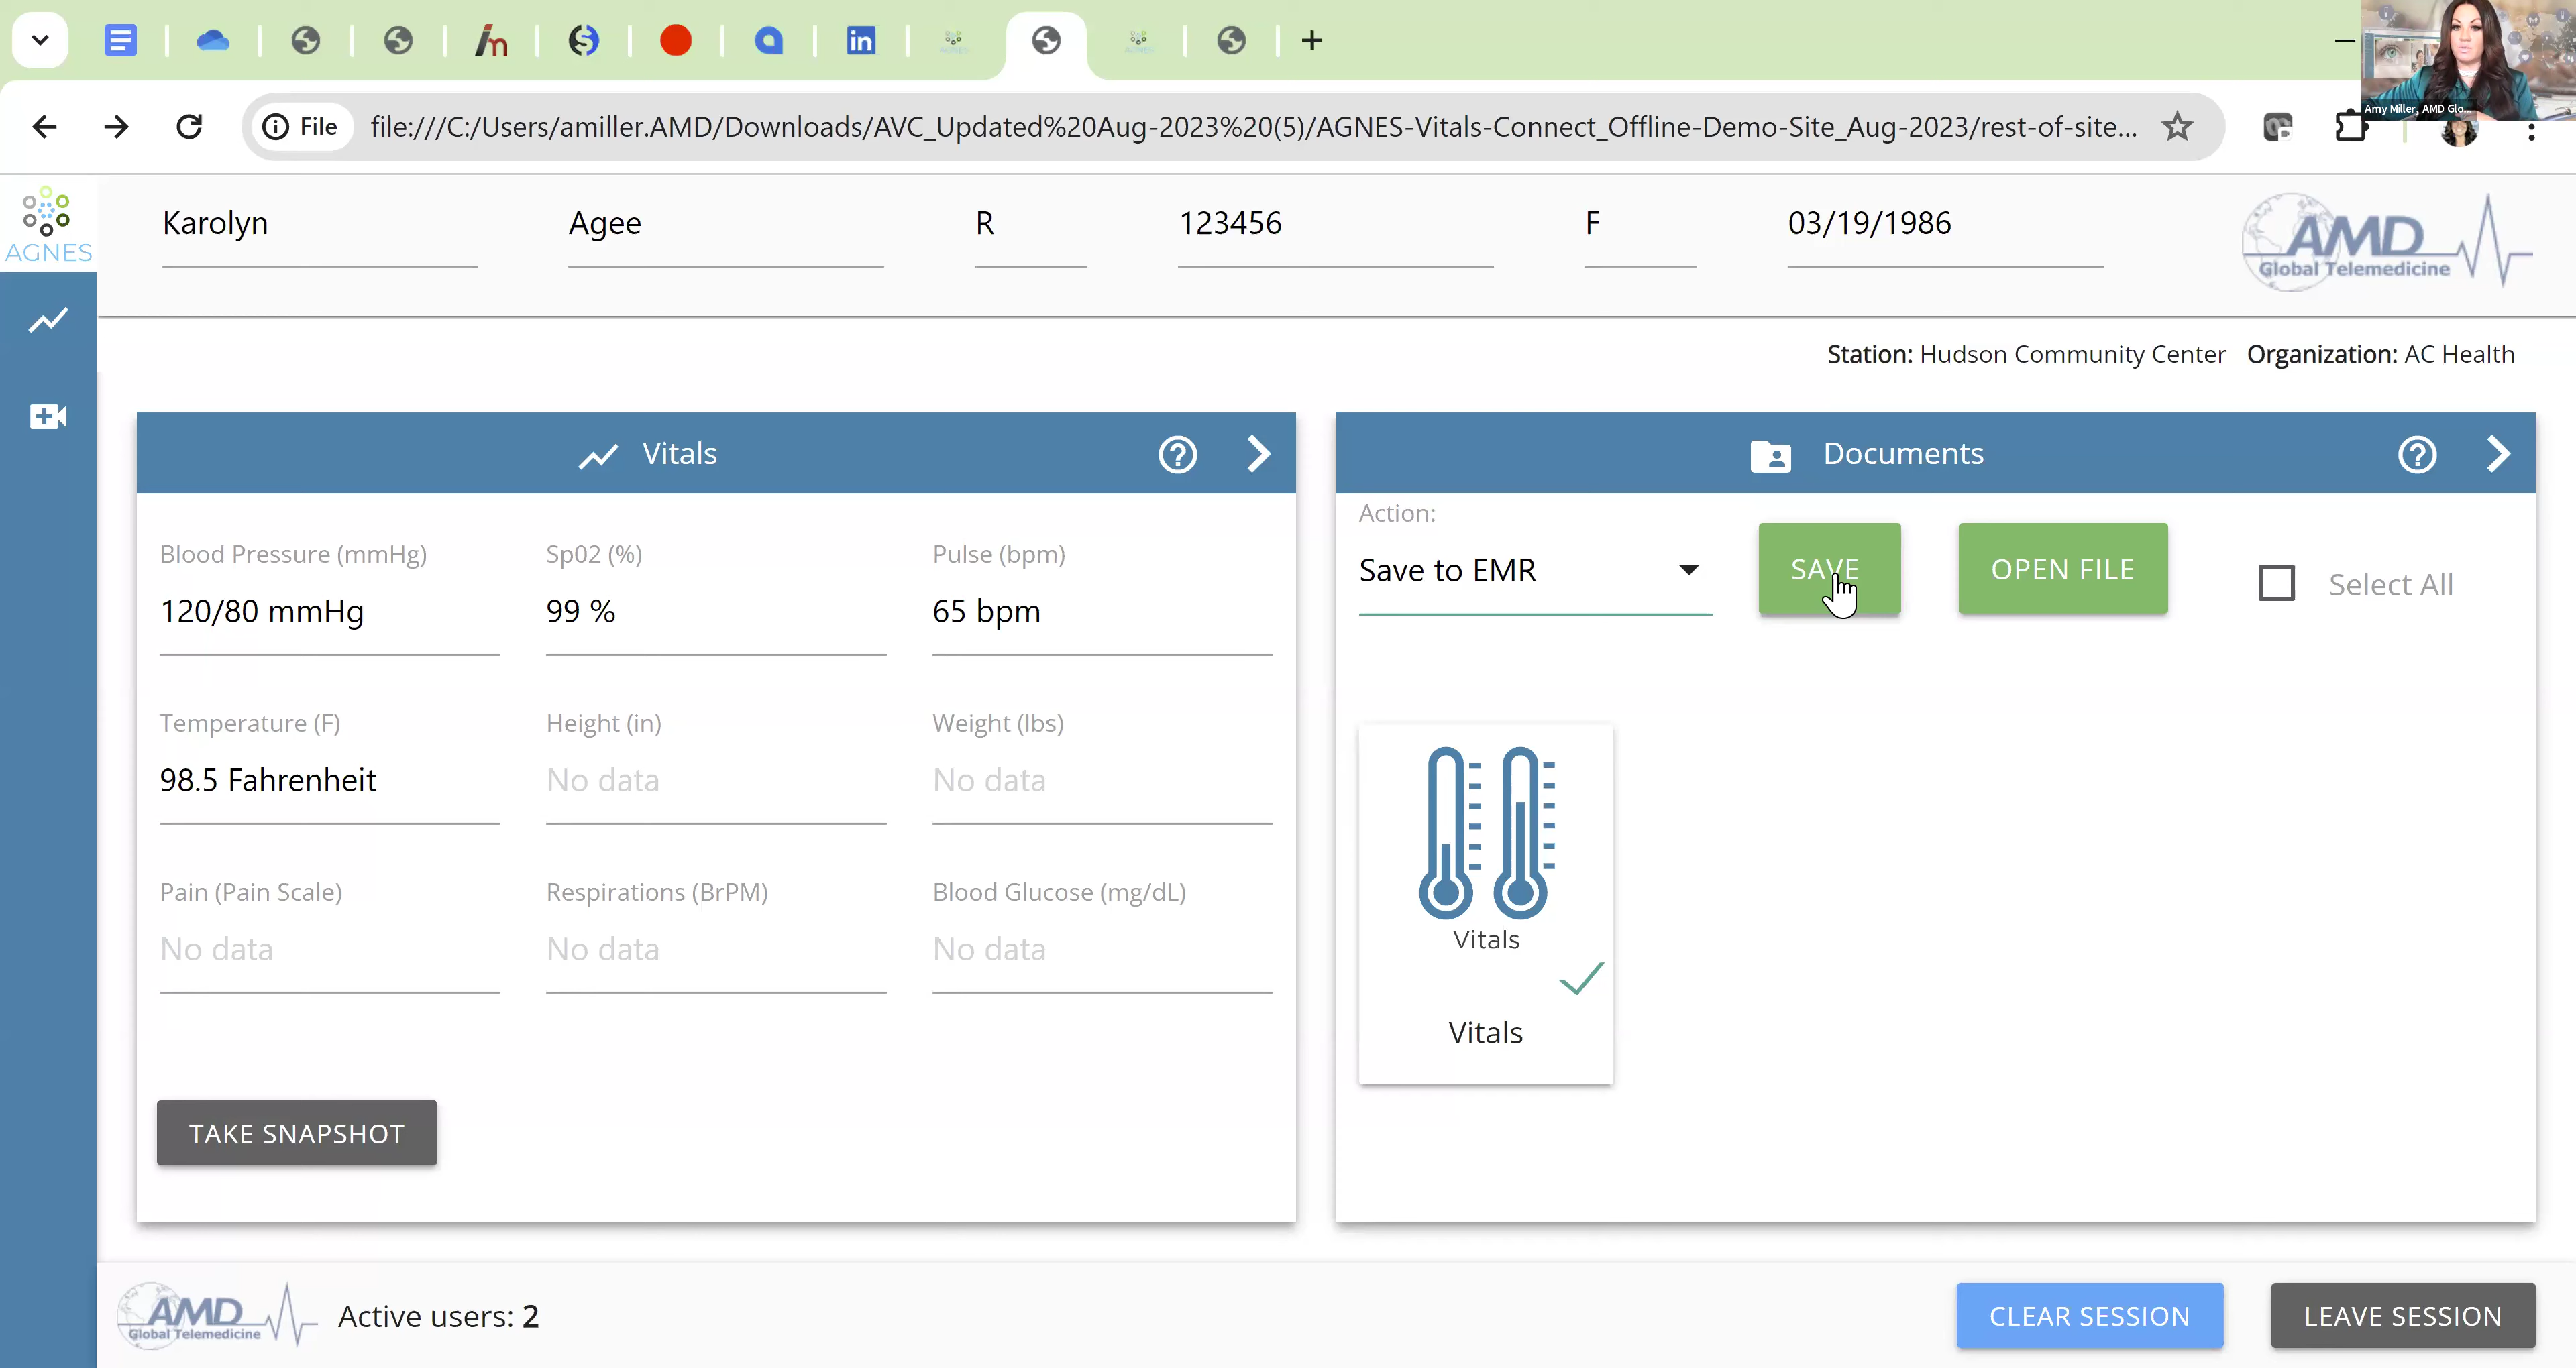 in
File
file:///C:/Users/amiller.AMD/Downloads/AVC_Updated%20Aug-2023%20(5)/AGNES-Vitals-Connect_Offline-Demo-Site_Aug-2023/rest-of-site...
Amy Miller, AMD Glo...
AGNES
Karolyn
Agee
R
123456
F
03/19/1986
AMD
Global Telemedicine
Station: Hudson Community Center Organization: AC Health
Vitals
Blood Pressure (mmHg)
Sp02 (%)
Pulse (bpm)
120/80 mmHg
99 %
65 bpm
Temperature (F)
Height (in)
Weight (lbs)
98.5 Fahrenheit
No data
No data
Pain (Pain Scale)
Respirations (BrPM)
Blood Glucose (mg/dL)
No data
No data
No data
TAKE SNAPSHOT
Documents
Action:
Save to EMR
SAVE
OPEN FILE
Select All
Vitals
Vitals
AMD
Global Telemedicine
Active users: 2
CLEAR SESSION
LEAVE SESSION